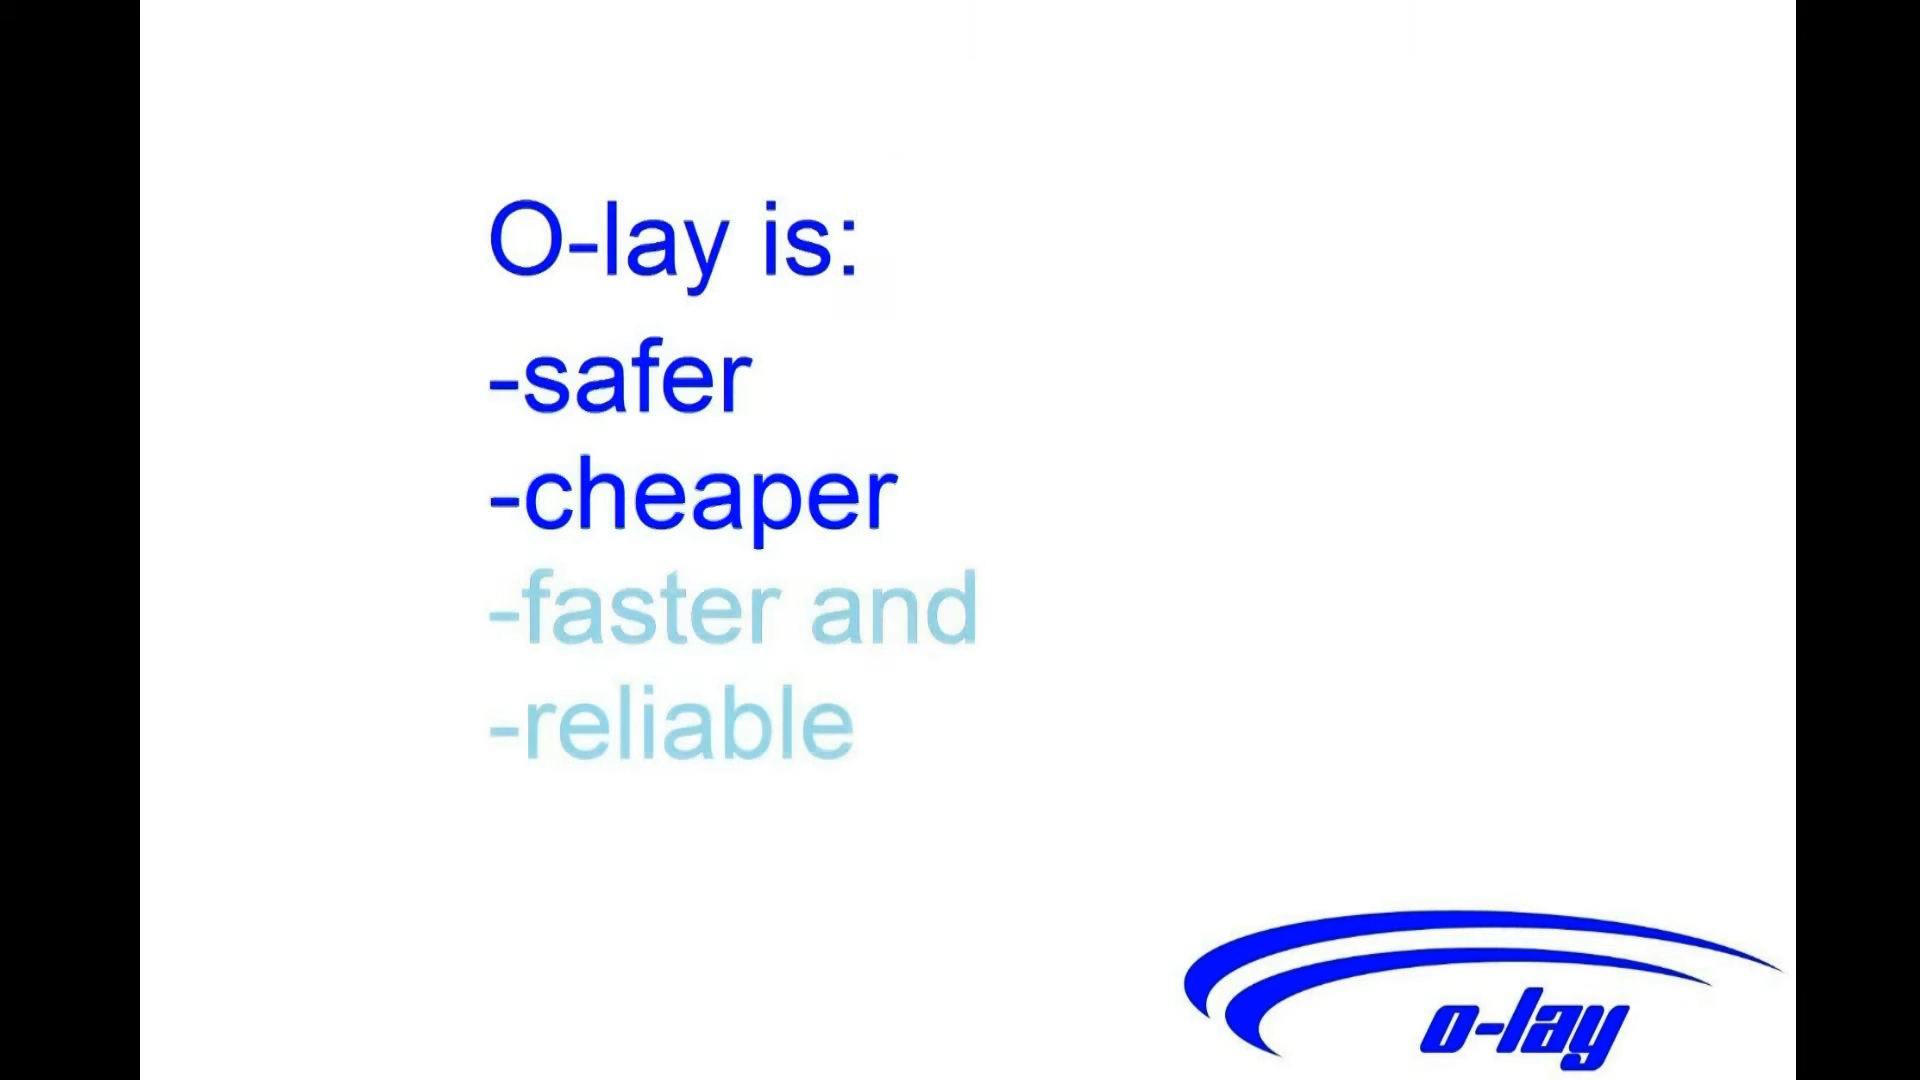 O-lay is:
-safer
-cheaper
-faster and
-reliable
o-lay